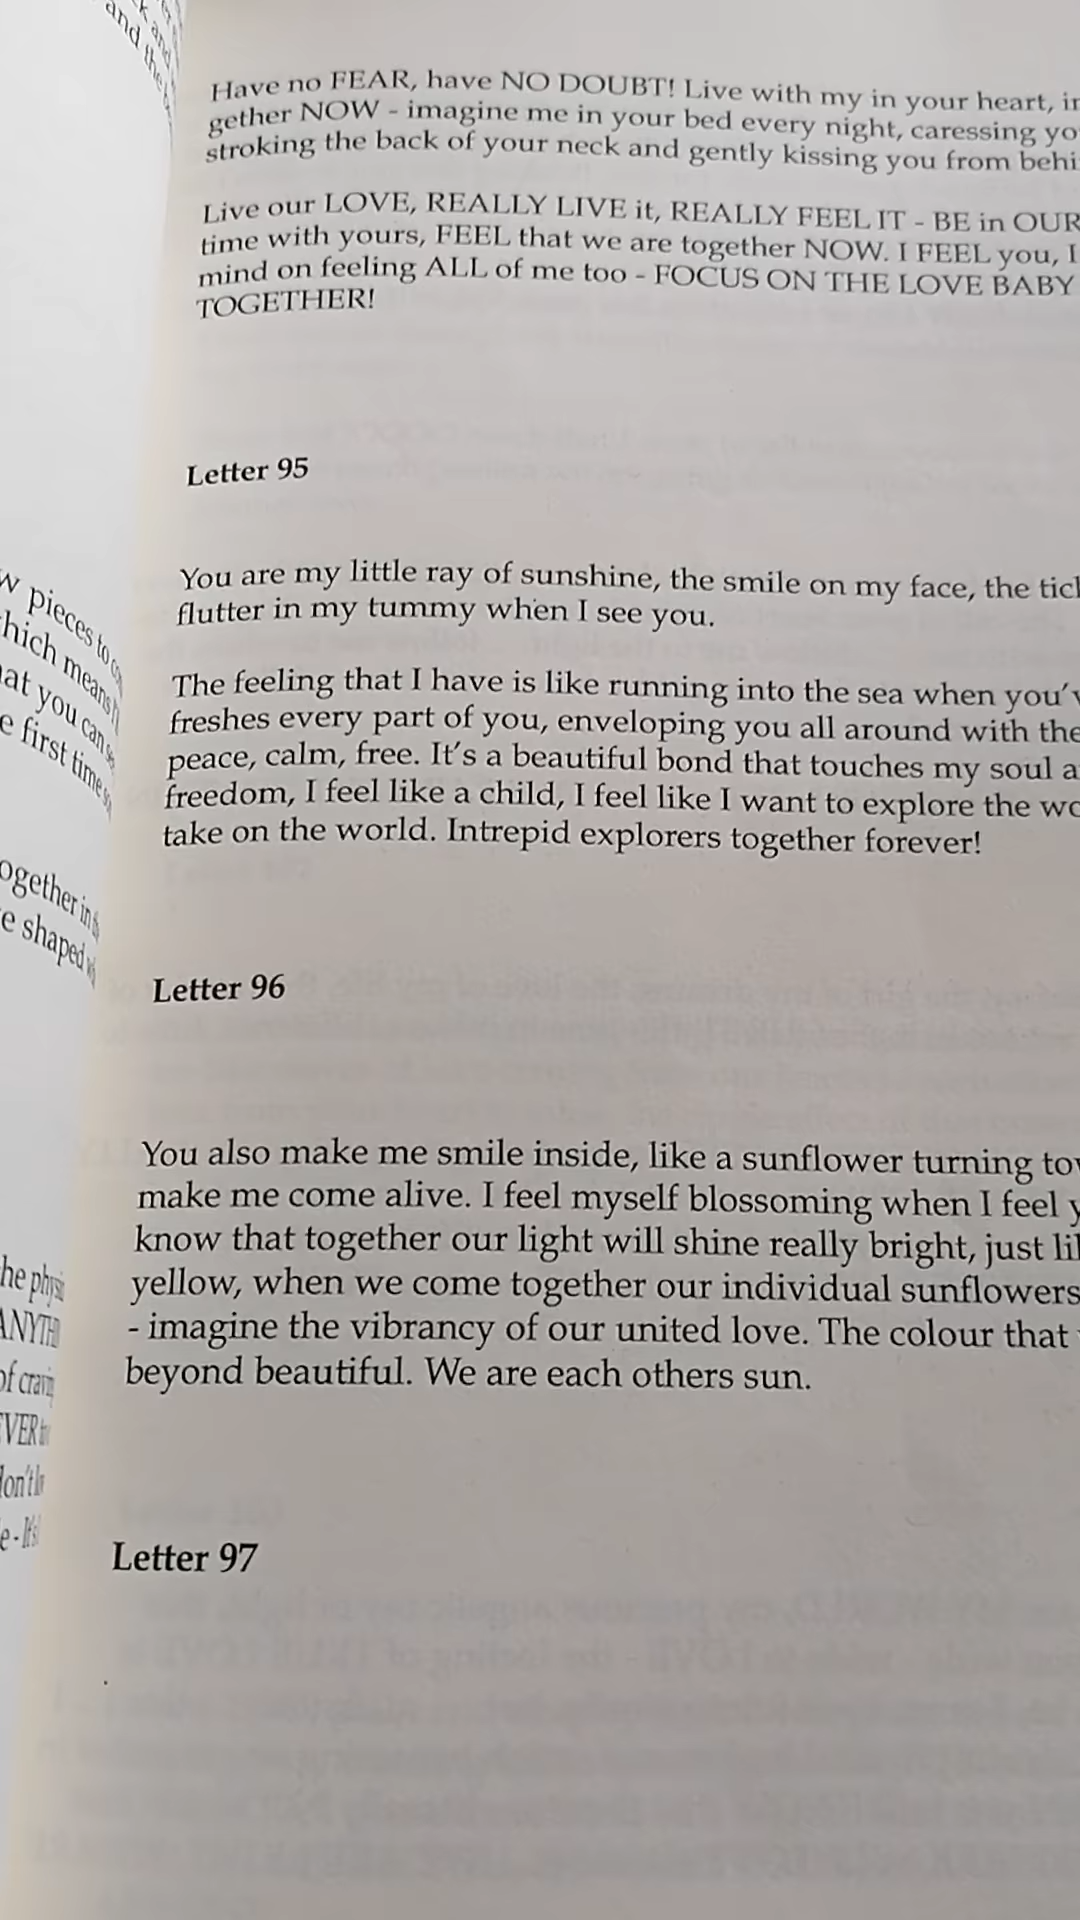 and the
Have no FEAR, have NO DOUBT! Live with my in your heart,
gether NOW - imagine me in your bed every night, caressing
stroking the back of your neck and gently kissing you from
Live our LOVE, REALLY LIVE it, REALLY FEEL IT - BE in OUR
time with yours, FEEL that we are together NOW. I FEEL you, I
mind on feeling ALL of me too - FOCUS ON THE LOVE BABY
TOGETHER!
Letter 95
You are my little ray of sunshine, the smile on my face, the
flutter in my tummy when I see you.
The feeling that I have is like running into the sea when
freshes every part of you, enveloping you all around with the
peace, calm, free. It's a beautiful bond that touches my soul
freedom, I feel like a child, I feel like I want to explore the
take on the world. Intrepid explorers together forever!
Letter 96
You also make me smile inside, like a sunflower turning
make me come alive. I feel myself blossoming when I feel
know that together our light will shine really bright, just
yellow, when we come together our individual sunflowers
- imagine the vibrancy of our united love. The colour that
beyond beautiful. We are each others sun.
Letter 97
pieces to
means
you can
first time
shaped